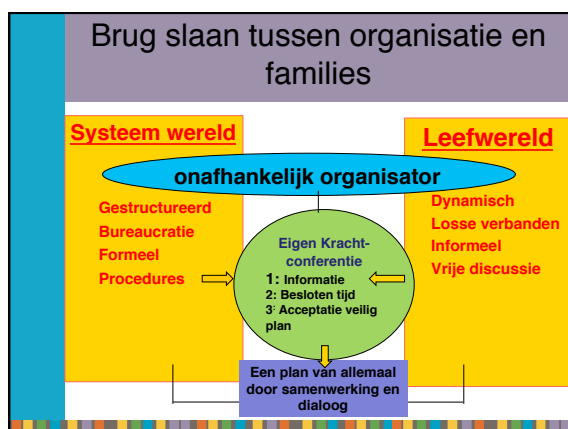 Brug slaan tussen organisatie en
families
Systeem wereld
Leefwereld
onafhankelijk organisator
Gestructureerd
Bureaucratie
Formeel
Procedures
Dynamisch
Losse verbanden
Informeel
Vrije discussie
Eigen Kracht-
conferentie
1: Informatie
2: Besloten tijd
3: Acceptatie veilig
plan
Een plan van allemaal
door samenwerking en
dialoog